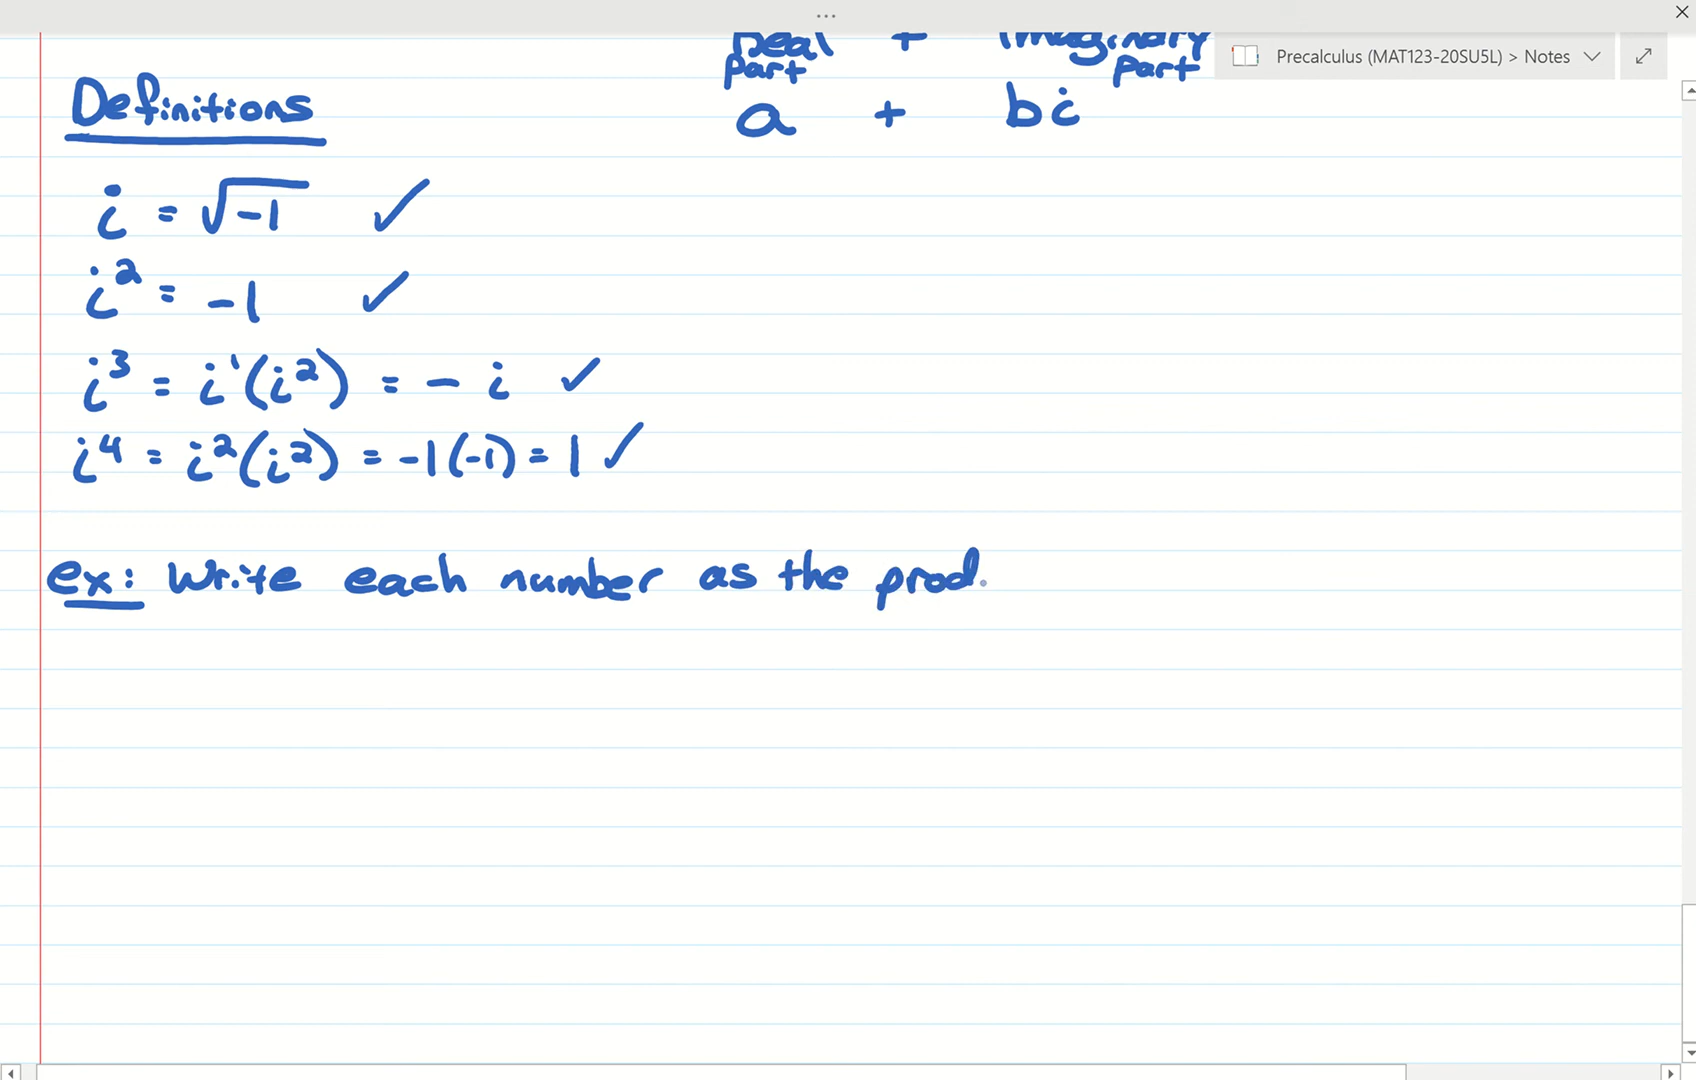 ...
Real + Imaginary
part part
Precalculus (MAT123-20SU5L) > Notes
Definitions
a + bi
i = √-1 ✓
i² = -1 ✓
i³ = i¹(i²) = - i ✓
i⁴ = i²(i²) = -1(-1) = 1 ✓
ex: Write each number as the prod.